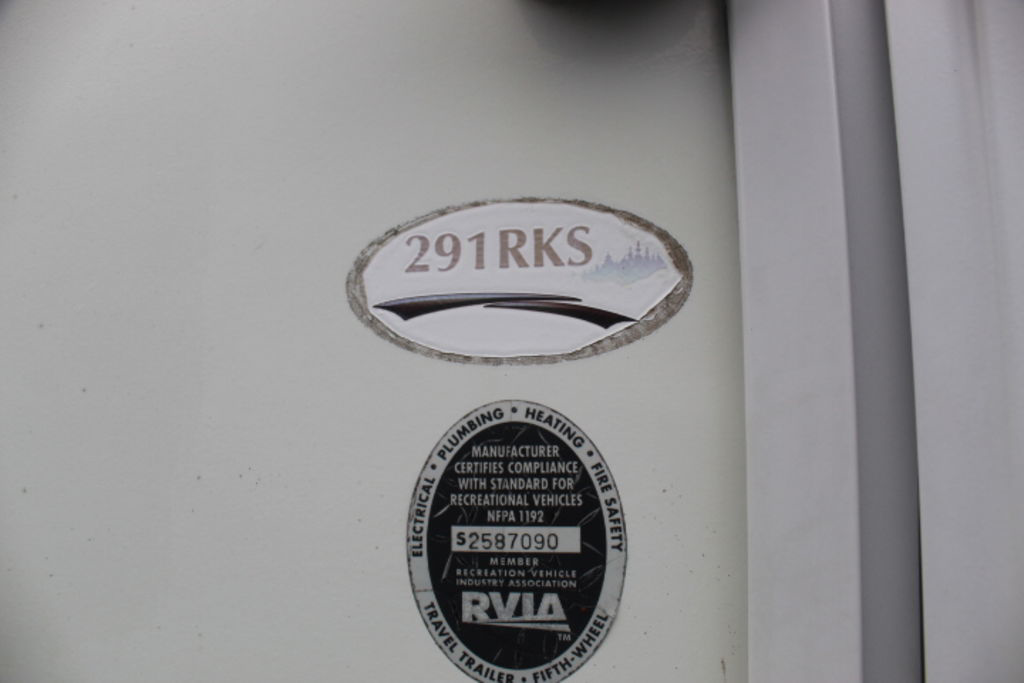 291RKS
ELECTRICAL • PLUMBING • HEATING • FIRE SAFETY
MANUFACTURER
CERTIFIES COMPLIANCE
WITH STANDARD FOR
RECREATIONAL VEHICLES
NFPA 1192
S2587090
MEMBER
RECREATION VEHICLE
INDUSTRY ASSOCIATION
RVIA
TM
TRAVEL TRAILER • FIFTH-WHEEL